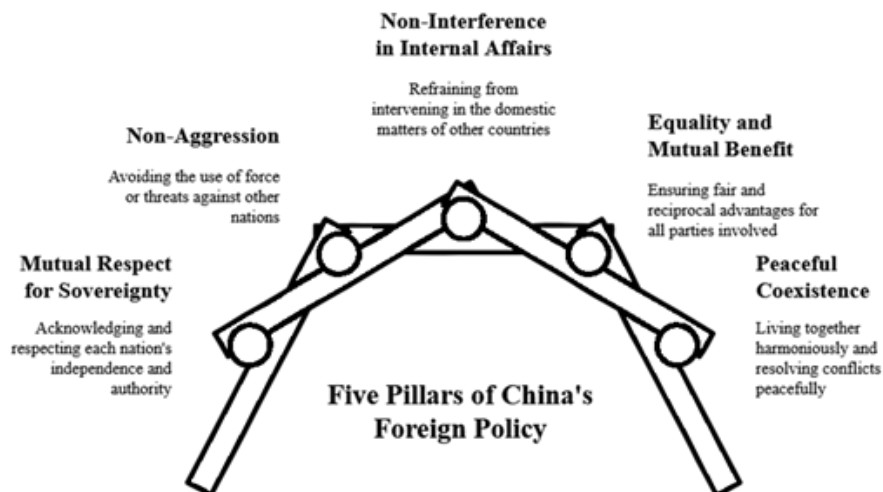 Non-Interference
in Internal Affairs
Refraining from
intervening in the domestic
matters of other countries
Non-Aggression
Avoiding the use of force
or threats against other
nations
Equality and
Mutual Benefit
Ensuring fair and
reciprocal advantages for
all parties involved
Mutual Respect
for Sovereignty
Acknowledging and
respecting each nation's
independence and
authority
Peaceful
Coexistence
Living together
harmoniously and
resolving conflicts
peacefully
Five Pillars of China's
Foreign Policy